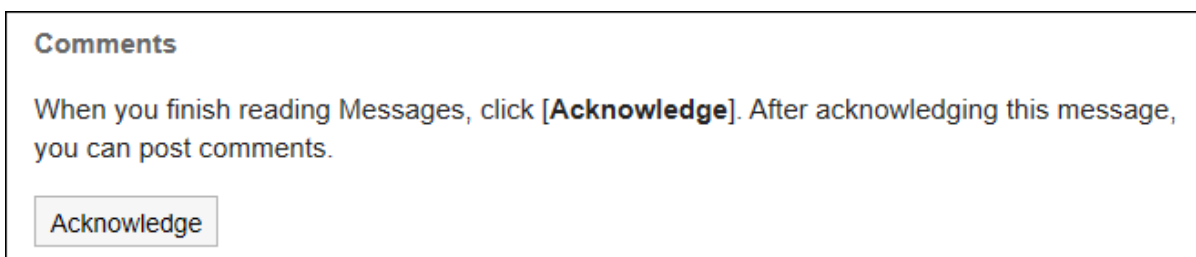 Comments
When you finish reading Messages, click [Acknowledge]. After acknowledging this message,
you can post comments.
Acknowledge